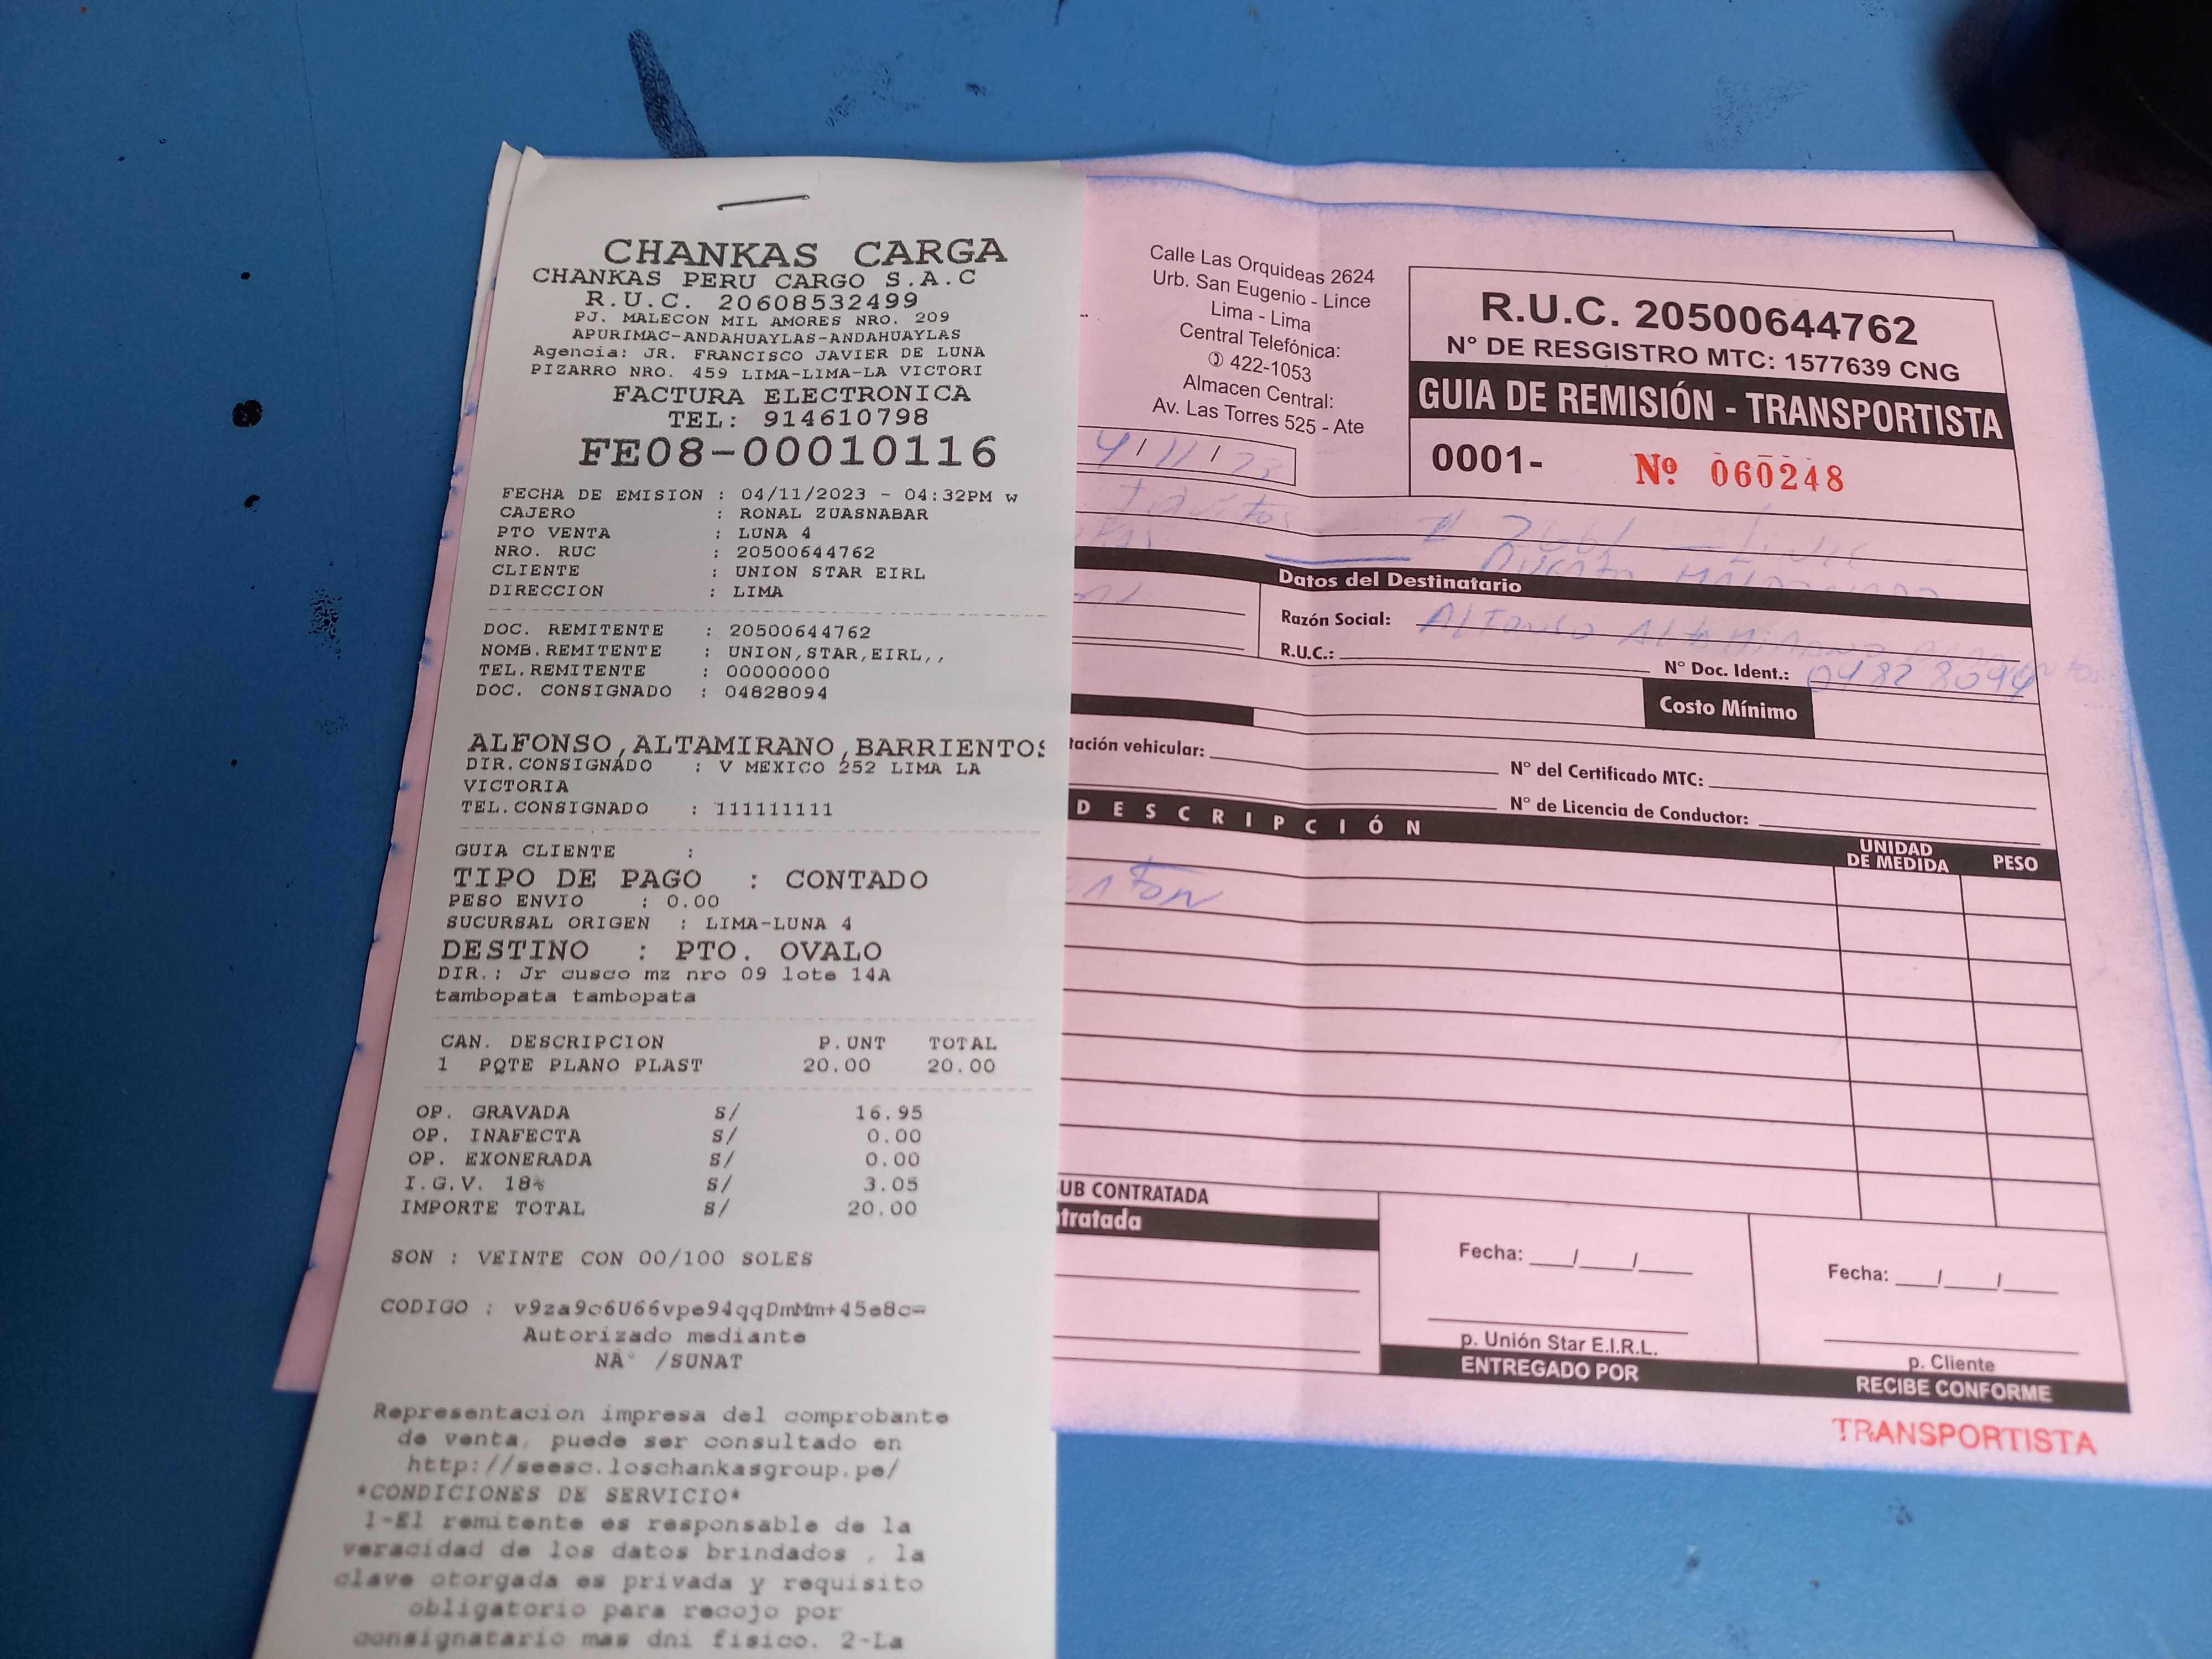 CHANKAS CARGA
CHANKAS PERU CARGO S.A.C
R.U.C. 20608532499
PJ. MALECON MIL AMORES NRO. 209
APURIMAC-ANDAHUAYLAS-ANDAHUAYLAS
Agencia: JR. FRANCISCO JAVIER DE LUNA
PIZARRO NRO. 459 LIMA-LIMA-LA VICTORI
FACTURA ELECTRONICA
TEL: 914610798
FE08-00010116
FECHA DE EMISION : 04/11/2023 - 04:32PM w
CAJERO : RONAL ZUASNABAR
PTO VENTA : LUNA 4
NRO. RUC : 20500644762
CLIENTE : UNION STAR EIRL
DIRECCION : LIMA
DOC. REMITENTE : 20500644762
NOMB.REMITENTE : UNION,STAR,EIRL,,
TEL.REMITENTE : 00000000
DOC. CONSIGNADO : 04828094
ALFONSO,ALTAMIRANO,BARRIENTOS
DIR.CONSIGNADO : V MEXICO 252 LIMA LA
VICTORIA
TEL.CONSIGNADO : 111111111
GUIA CLIENTE :
TIPO DE PAGO : CONTADO
PESO ENVIO : 0.00
SUCURSAL ORIGEN : LIMA-LUNA 4
DESTINO : PTO. OVALO
DIR.: Jr cusco mz nro 09 lote 14A
tambopata tambopata
CAN. DESCRIPCION P.UNT TOTAL
1 PQTE PLANO PLAST 20.00 20.00
OP. GRAVADA S/ 16.95
OP. INAFECTA S/ 0.00
OP. EXONERADA S/ 0.00
I.G.V. 18% S/ 3.05
IMPORTE TOTAL S/ 20.00
SON : VEINTE CON 00/100 SOLES
CODIGO : v9za9c6U66vpe94qqDmMm+45e8c=
Autorizado mediante
NA° /SUNAT
Representacion impresa del comprobante
de venta, puede ser consultado en
http://seesc.loschankasgroup.pe/
*CONDICIONES DE SERVICIO*
1-El remitente es responsable de la
veracidad de los datos brindados , la
clave otorgada es privada y requisito
obligatorio para recojo por
consignatario mas dni fisico. 2-La
Calle Las Orquideas 2624
Urb. San Eugenio - Lince
Lima - Lima
Central Telefónica:
422-1053
Almacen Central:
Av. Las Torres 525 - Ate
R.U.C. 20500644762
N° DE RESGISTRO MTC: 1577639 CNG
GUIA DE REMISIÓN - TRANSPORTISTA
0001- Nº 060248
4/11/23
Datos del Destinatario
Razón Social: Alfonso Altamirano
R.U.C.:
N° Doc. Ident.: 04828094
Costo Mínimo
tación vehicular:
N° del Certificado MTC:
N° de Licencia de Conductor:
DESCRIPCIÓN
UNIDAD DE MEDIDA PESO
UB CONTRATADA
tratada
Fecha: / /
p. Unión Star E.I.R.L.
ENTREGADO POR
Fecha: / /
p. Cliente
RECIBE CONFORME
TRANSPORTISTA